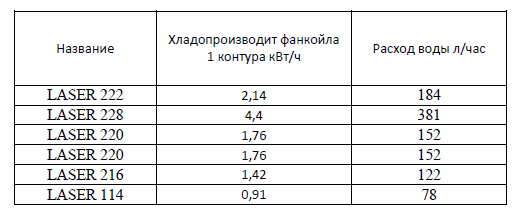 Название Хладопроизводит фанкойла 1 контура кВт/ч Расход воды л/час
LASER 222 2,14 184
LASER 228 4,4 381
LASER 220 1,76 152
LASER 220 1,76 152
LASER 216 1,42 122
LASER 114 0,91 78